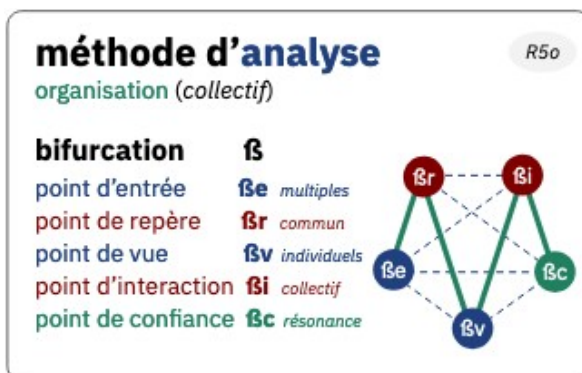 méthode d'analyse
R5o
organisation (collectif)
bifurcation ß
point d'entrée ße multiples
point de repère ßr commun
point de vue ßv individuels
point d'interaction ßi collectif
point de confiance ßc résonance
ßr ßi
ße ßc
ßv